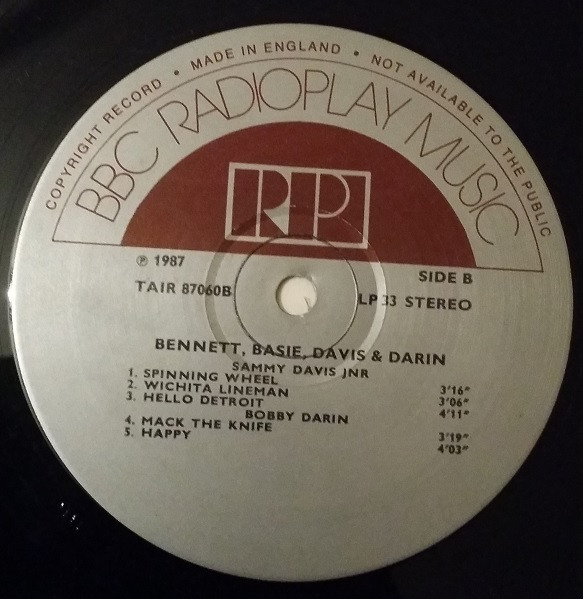 COPYRIGHT RECORD • MADE IN ENGLAND • NOT AVAILABLE TO THE PUBLIC
BBC RADIOPLAY MUSIC
RP
℗ 1987
SIDE B
TAIR 87060B
LP 33 STEREO
BENNETT, BASIE, DAVIS & DARIN
SAMMY DAVIS JNR
1. SPINNING WHEEL 3'16"
2. WICHITA LINEMAN 3'06"
3. HELLO DETROIT 4'11"
BOBBY DARIN
4. MACK THE KNIFE 3'19"
5. HAPPY 4'03"